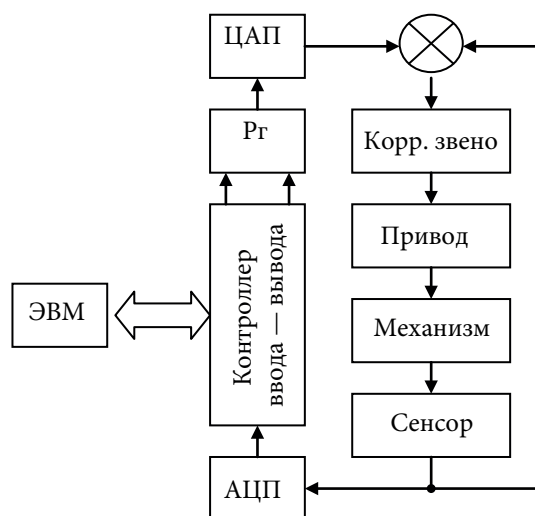 ЦАП
Рг
Корр. звено
Привод
ЭВМ
Контроллер
ввода — вывода
Механизм
Сенсор
АЦП